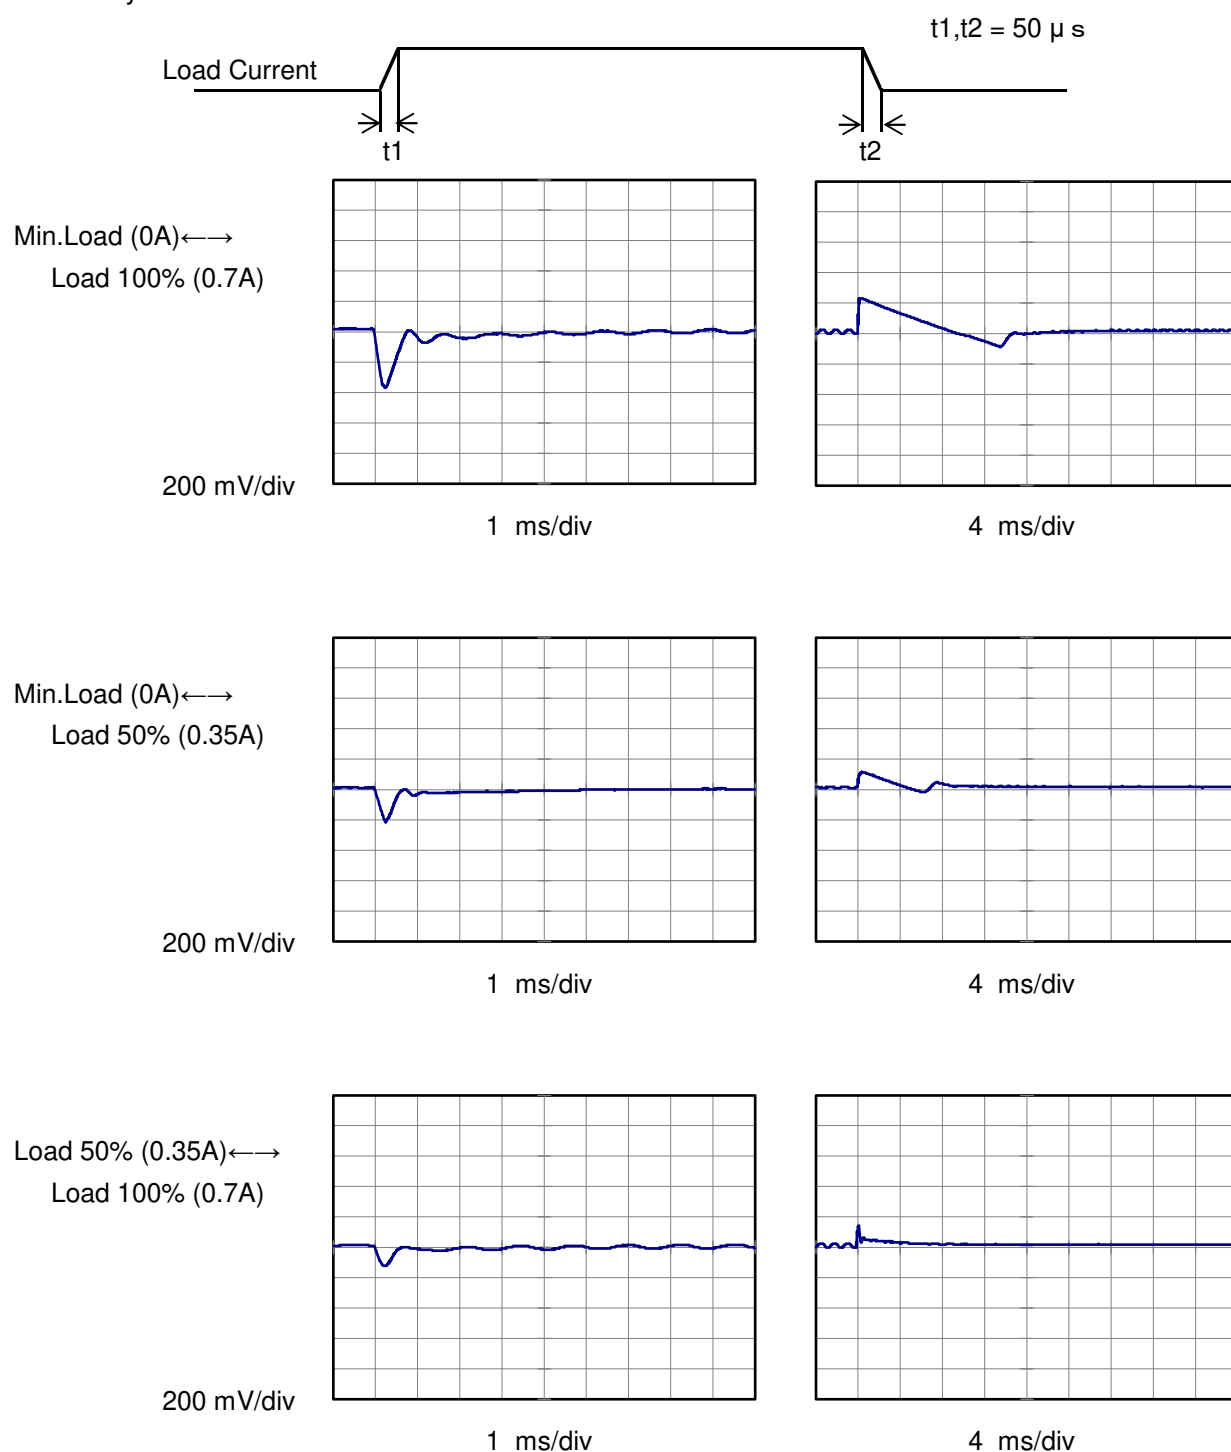 t1,t2 = 50 μ s
Load Current
t1
t2
Min.Load (0A)←→
Load 100% (0.7A)
200 mV/div
1 ms/div
4 ms/div
Min.Load (0A)←→
Load 50% (0.35A)
200 mV/div
1 ms/div
4 ms/div
Load 50% (0.35A)←→
Load 100% (0.7A)
200 mV/div
1 ms/div
4 ms/div